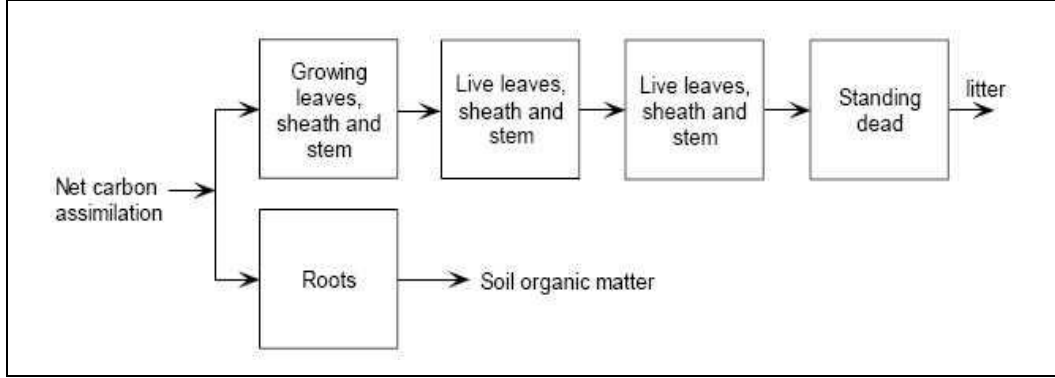 Net carbon
assimilation
Growing
leaves,
sheath and
stem
Live leaves,
sheath and
stem
Live leaves,
sheath and
stem
Standing
dead
litter
Roots
Soil organic matter